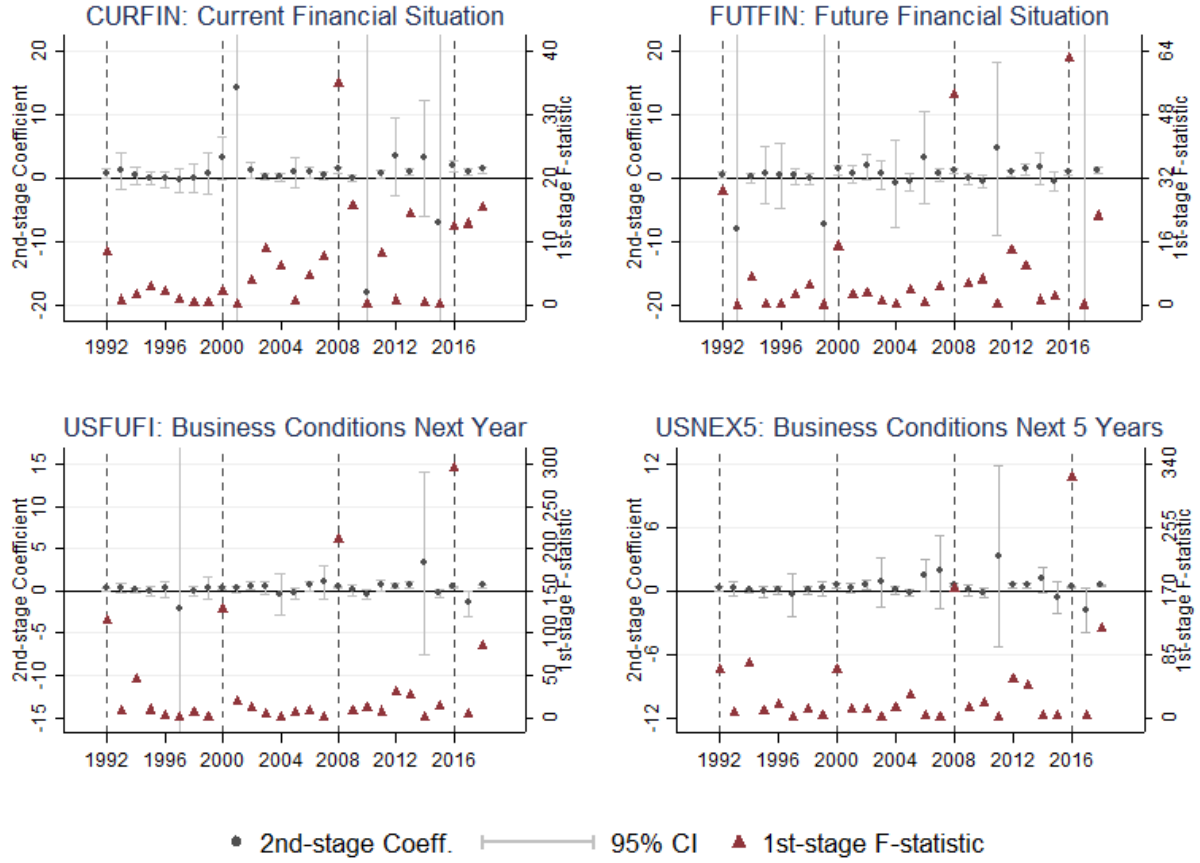 CURFIN: Current Financial Situation
2nd-stage Coefficient
20
10
0
-10
-20
40
30
20
10
0
1st-stage F-statistic
1992 1996 2000 2004 2008 2012 2016
FUTFIN: Future Financial Situation
2nd-stage Coefficient
20
10
0
-10
-20
64
48
32
16
0
1st-stage F-statistic
1992 1996 2000 2004 2008 2012 2016
USFUFI: Business Conditions Next Year
2nd-stage Coefficient
15
10
5
0
-5
-10
-15
300
250
200
150
100
50
0
1st-stage F-statistic
1992 1996 2000 2004 2008 2012 2016
USNEX5: Business Conditions Next 5 Years
2nd-stage Coefficient
12
6
0
-6
-12
340
255
170
85
0
1st-stage F-statistic
1992 1996 2000 2004 2008 2012 2016
2nd-stage Coeff. 95% CI 1st-stage F-statistic